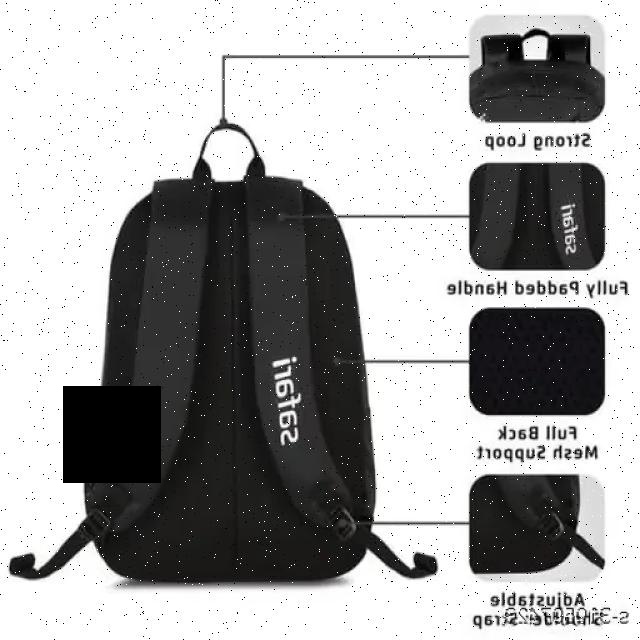 Strong Loop
safari
Fully Padded Handle
safari
Full Back
Mesh Support
Adjustable
Shoulder Strap